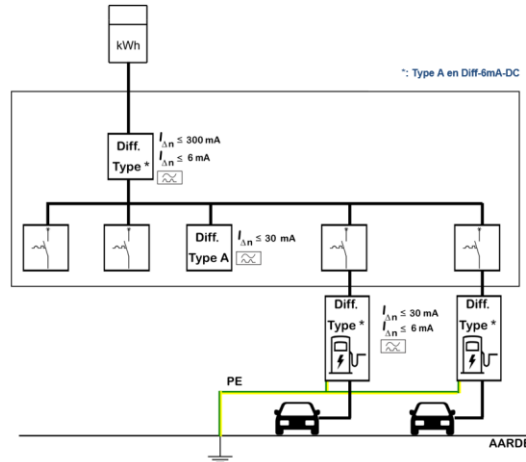 kWh
*: Type A en Diff-6mA-DC
Diff.
Type *
IΔn ≤ 300 mA
IΔn ≤ 6 mA
Diff.
Type A
IΔn ≤ 30 mA
Diff.
Type *
IΔn ≤ 30 mA
IΔn ≤ 6 mA
Diff.
Type *
PE
AARDE